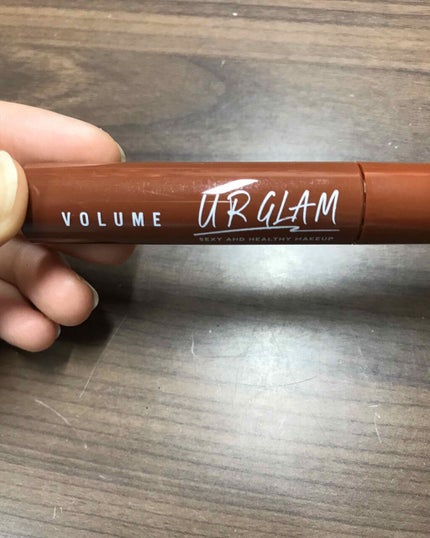 VOLUME
UR GLAM
SEXY AND HEALTHY MAKEUP